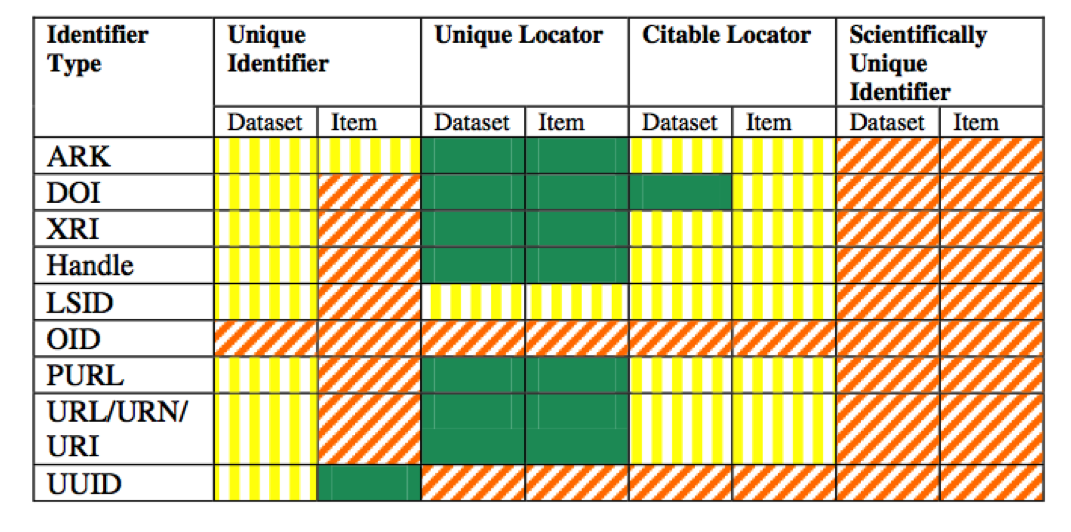 Identifier Type
Unique Identifier
Unique Locator
Citable Locator
Scientifically Unique Identifier
Dataset Item Dataset Item Dataset Item Dataset Item
ARK
DOI
XRI
Handle
LSID
OID
PURL
URL/URN/
URI
UUID